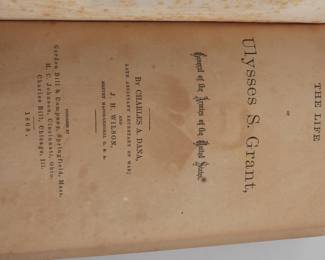 THE LIFE
OF
Ulysses S. Grant,
General of the Armies of the United States.
By CHARLES A. DANA,
LATE ASSISTANT SECRETARY OF WAR;
AND
J. H. WILSON,
BREVET MAJOR-GENERAL U. S. A.
PUBLISHED BY
Gurdon Bill & Company, Springfield, Mass.
H. C. Johnson, Cincinnati, Ohio.
Charles Bill, Chicago, Ill.
1868.